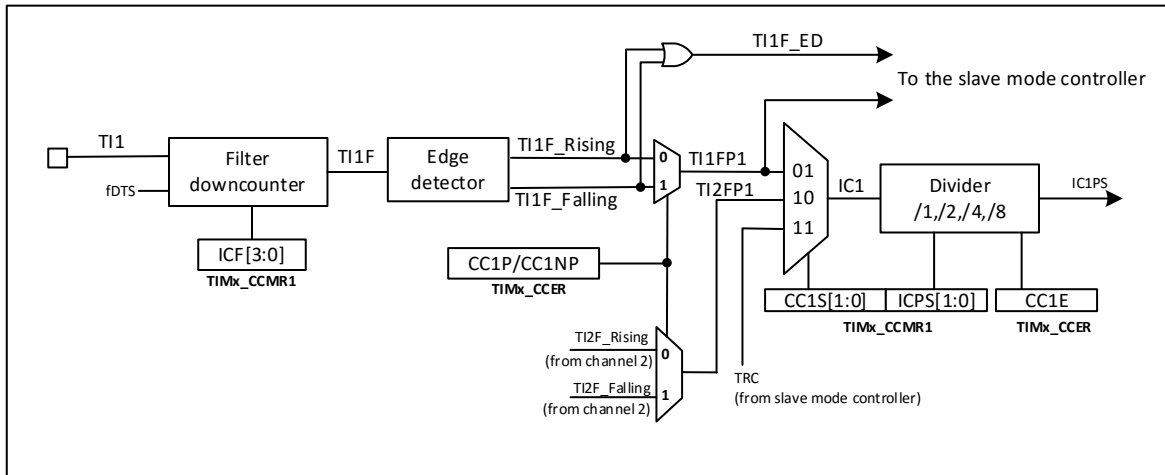 TI1F_ED
To the slave mode controller
TI1
fDTS
Filter
downcounter
TI1F
Edge
detector
TI1F_Rising
TI1F_Falling
0
1
TI1FP1
TI2FP1
01
10
11
IC1
Divider
/1,/2,/4,/8
IC1PS
ICF[3:0]
TIMx_CCMR1
CC1P/CC1NP
TIMx_CCER
CC1S[1:0]
ICPS[1:0]
TIMx_CCMR1
CC1E
TIMx_CCER
TI2F_Rising
(from channel 2)
0
TI2F_Falling
(from channel 2)
1
TRC
(from slave mode controller)